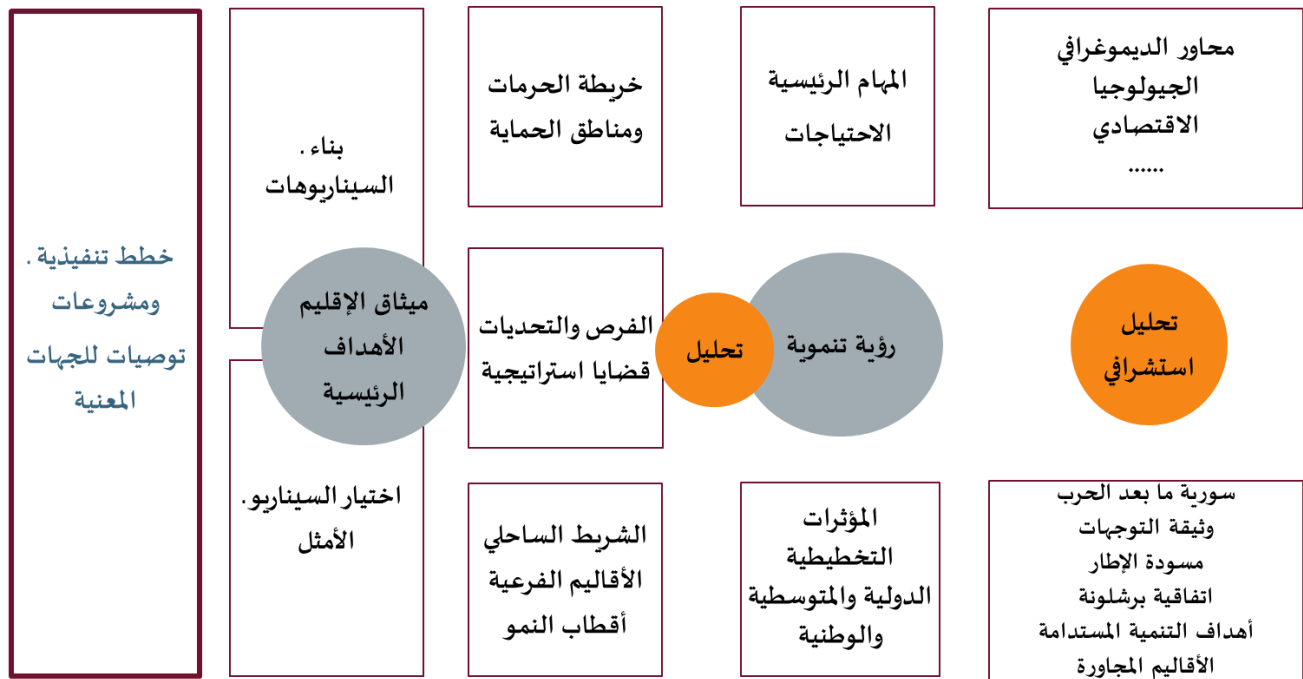 محاور الديموغرافي
الجيولوجيا
الاقتصادي
......
تحليل
استشرافي
سورية ما بعد الحرب
وثيقة التوجهات
مسودة الإطار
اتفاقية برشلونة
أهداف التنمية المستدامة
الأقاليم المجاورة
المهام الرئيسية
الاحتياجات
رؤية تنموية
تحليل
المؤثرات
التخطيطية
الدولية والمتوسطية
والوطنية
خريطة الحرمات
ومناطق الحماية
الفرص والتحديات
قضايا استراتيجية
الشريط الساحلي
الأقاليم الفرعية
أقطاب النمو
بناء .
السيناريوهات
ميثاق الإقليم
الأهداف
الرئيسية
اختيار السيناريو .
الأمثل
خطط تنفيذية .
ومشروعات
توصيات للجهات
المعنية